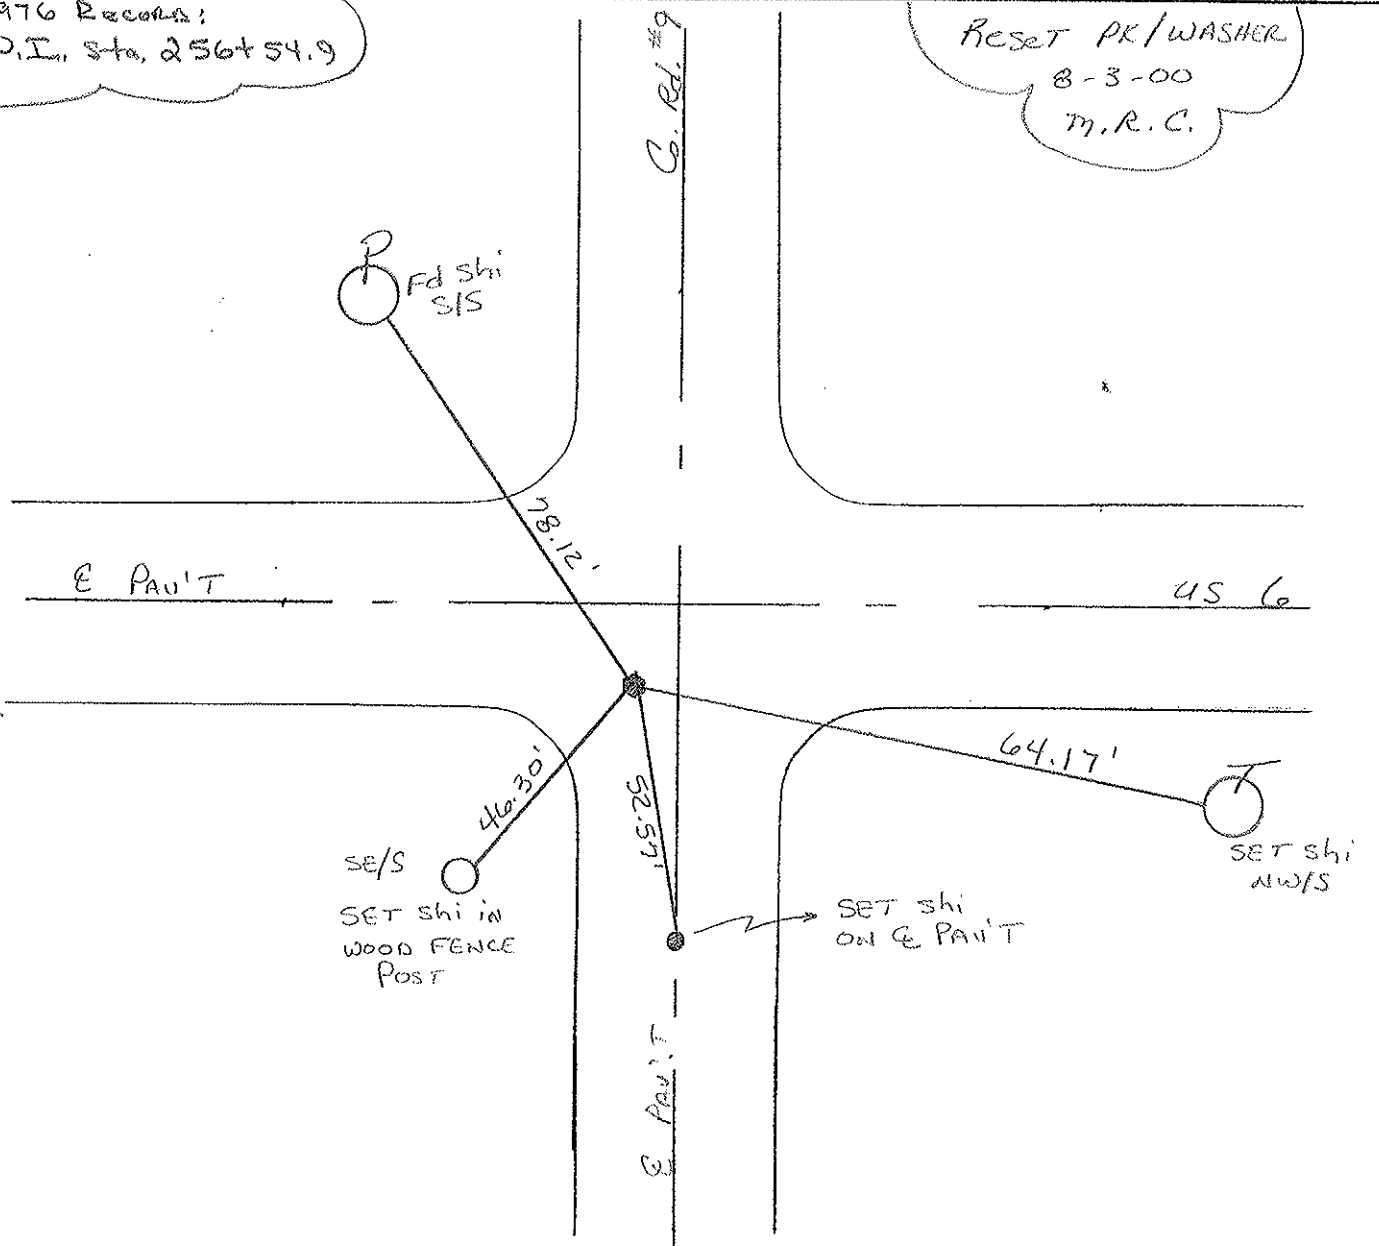 976 Record:
P.I. Sta. 256+54.9
Co. Rd. #9
Reset PK/WASHER
8-3-00
M.R.C.
P
Fd Shi
S/S
78.12'
℄ PAV'T
US 6
64.17'
T
SET Shi
NW/S
46.30'
52.57'
SE/S
SET Shi in
WOOD FENCE
POST
SET Shi
ON ℄ PAV'T
℄ PAV'T